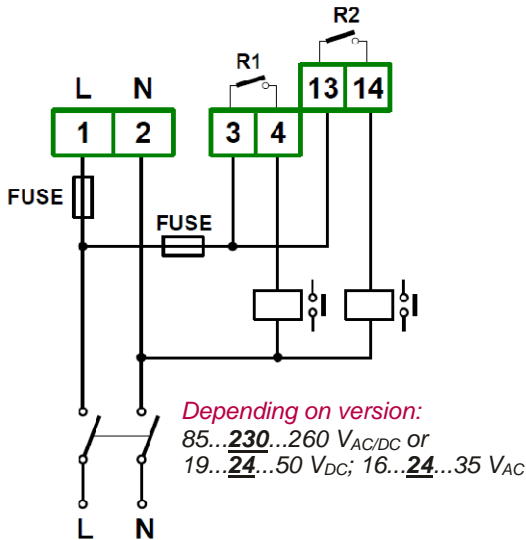 R2
R1
L N
13 14
1 2 3 4
FUSE
FUSE
Depending on version:
85...230...260 VAC/DC or
19...24...50 VDC; 16...24...35 VAC
L N